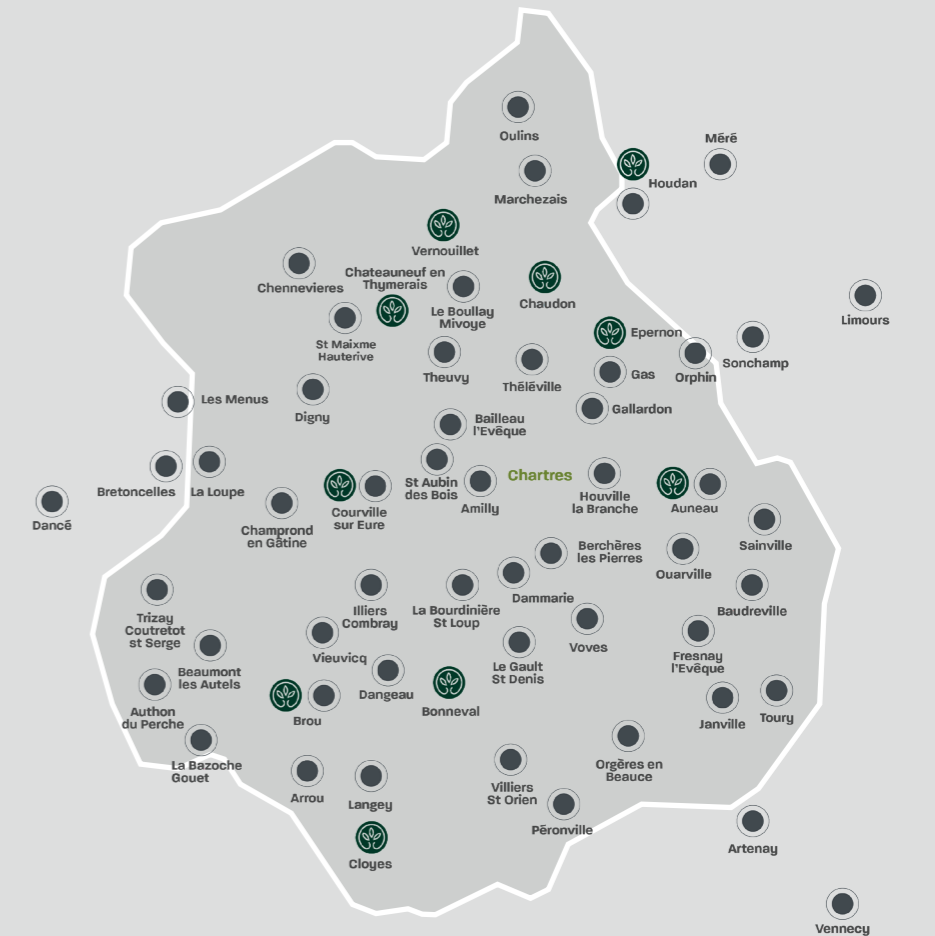 Oulins
Méré
Houdan
Marchezais
Vernouillet
Chennevieres
Chateauneuf en
Thymerais
Le Boullay
Mivoye
Chaudon
Limours
St Maixme
Hauterive
Epernon
Sonchamp
Orphin
Theuvy
Théléville
Gas
Les Menus
Digny
Gallardon
Bailleau
l'Evêque
Bretoncelles
La Loupe
St Aubin
des Bois
Chartres
Amilly
Houville
la Branche
Auneau
Dancé
Courville
sur Eure
Champrond
en Gâtine
Sainville
Berchères
les Pierres
Ouarville
Dammarie
Illiers
Combray
La Bourdinière
St Loup
Baudreville
Trizay
Coutretot
st Serge
Voves
Vieuvicq
Fresnay
l'Evêque
Le Gault
St Denis
Beaumont
les Autels
Dangeau
Bonneval
Authon
du Perche
Brou
Janville
Toury
La Bazoche
Gouet
Orgères en
Beauce
Arrou
Langey
Villiers
St Orien
Péronville
Artenay
Cloyes
Vennecy